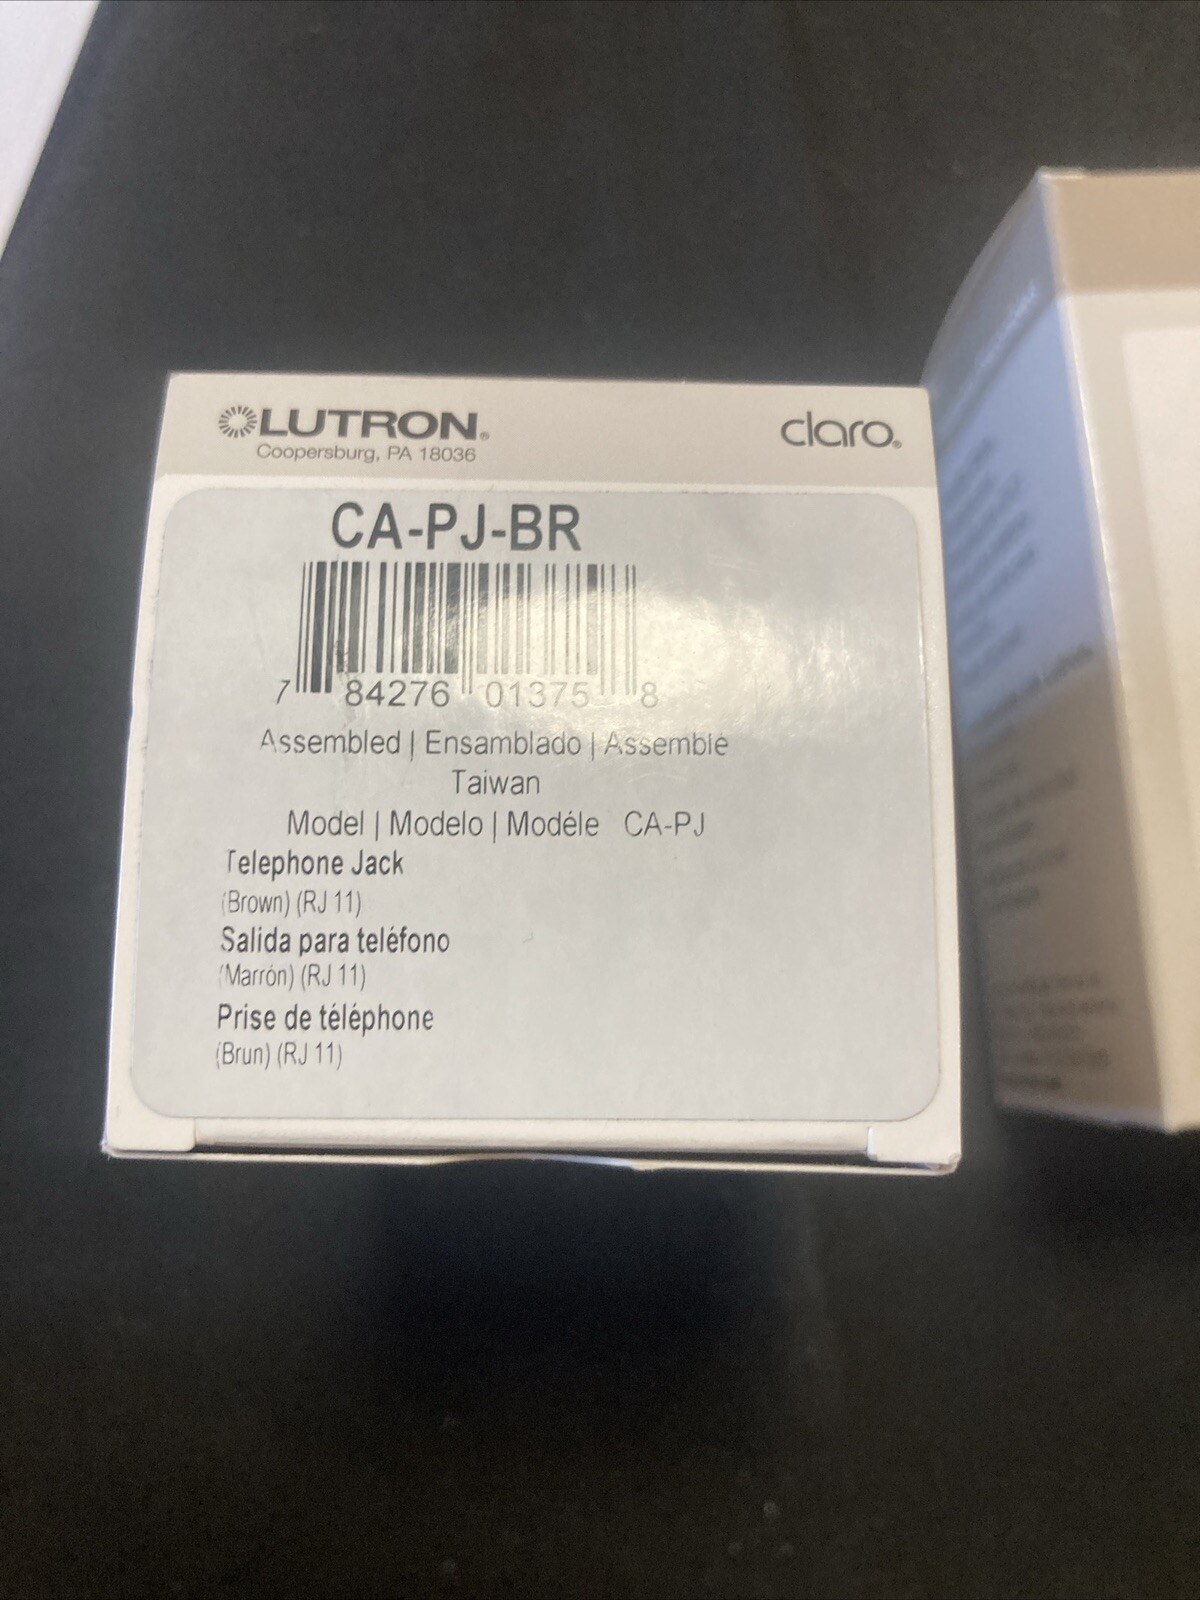 LUTRON®
Coopersburg, PA 18036
claro®
CA-PJ-BR
7 84276 01375 8
Assembled | Ensamblado | Assemblé
Taiwan
Model | Modelo | Modéle CA-PJ
Telephone Jack
(Brown) (RJ 11)
Salida para teléfono
(Marrón) (RJ 11)
Prise de téléphone
(Brun) (RJ 11)